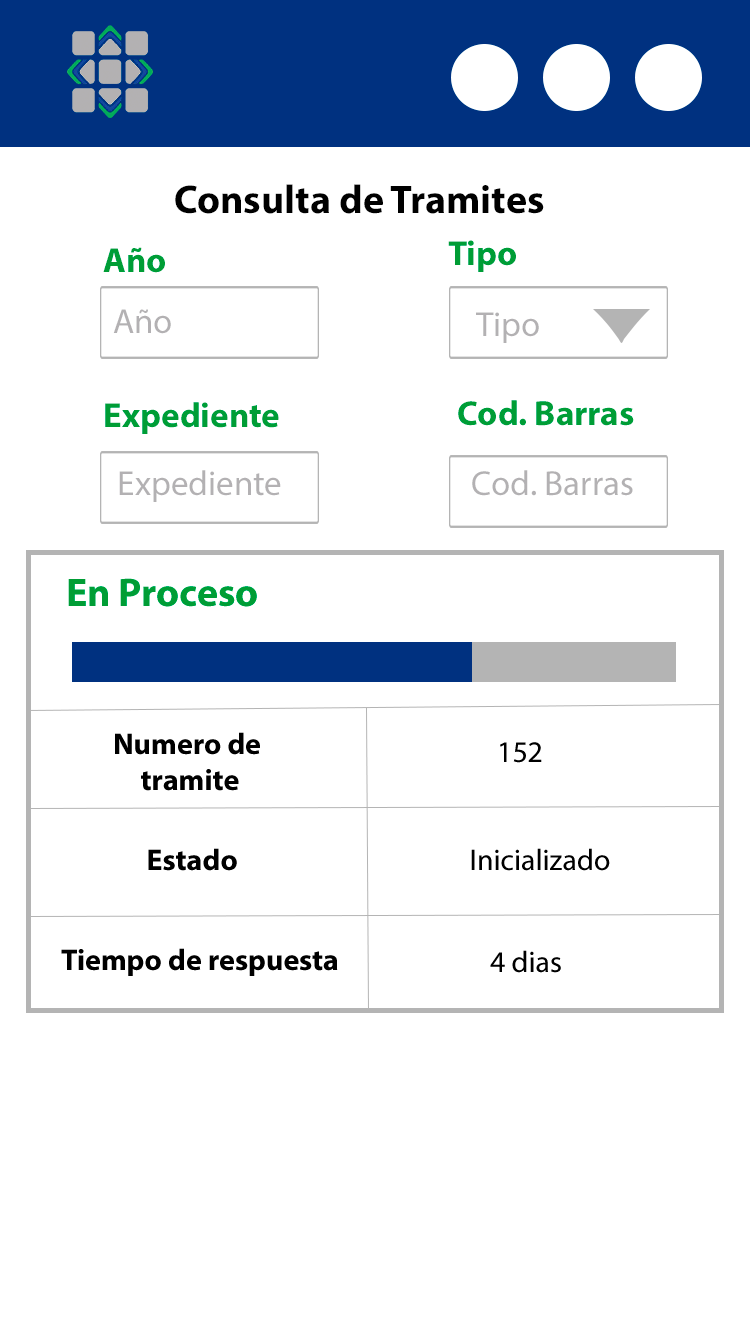 Consulta de Tramites
Año
Tipo
Año
Tipo
Expediente
Cod. Barras
Expediente
Cod. Barras
En Proceso
Numero de
tramite
152
Estado
Inicializado
Tiempo de respuesta
4 dias